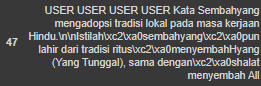 USER USER USER USER Kata Sembahyang
mengadopsi tradisi lokal pada masa kerjaan
Hindu.\n\nIstilah\xc2\xa0sembahyang\xc2\xa0pun
47 lahir dari tradisi ritus\xc2\xa0menyembahHyang
(Yang Tunggal), sama dengan\xc2\xa0shalat
menyembah All